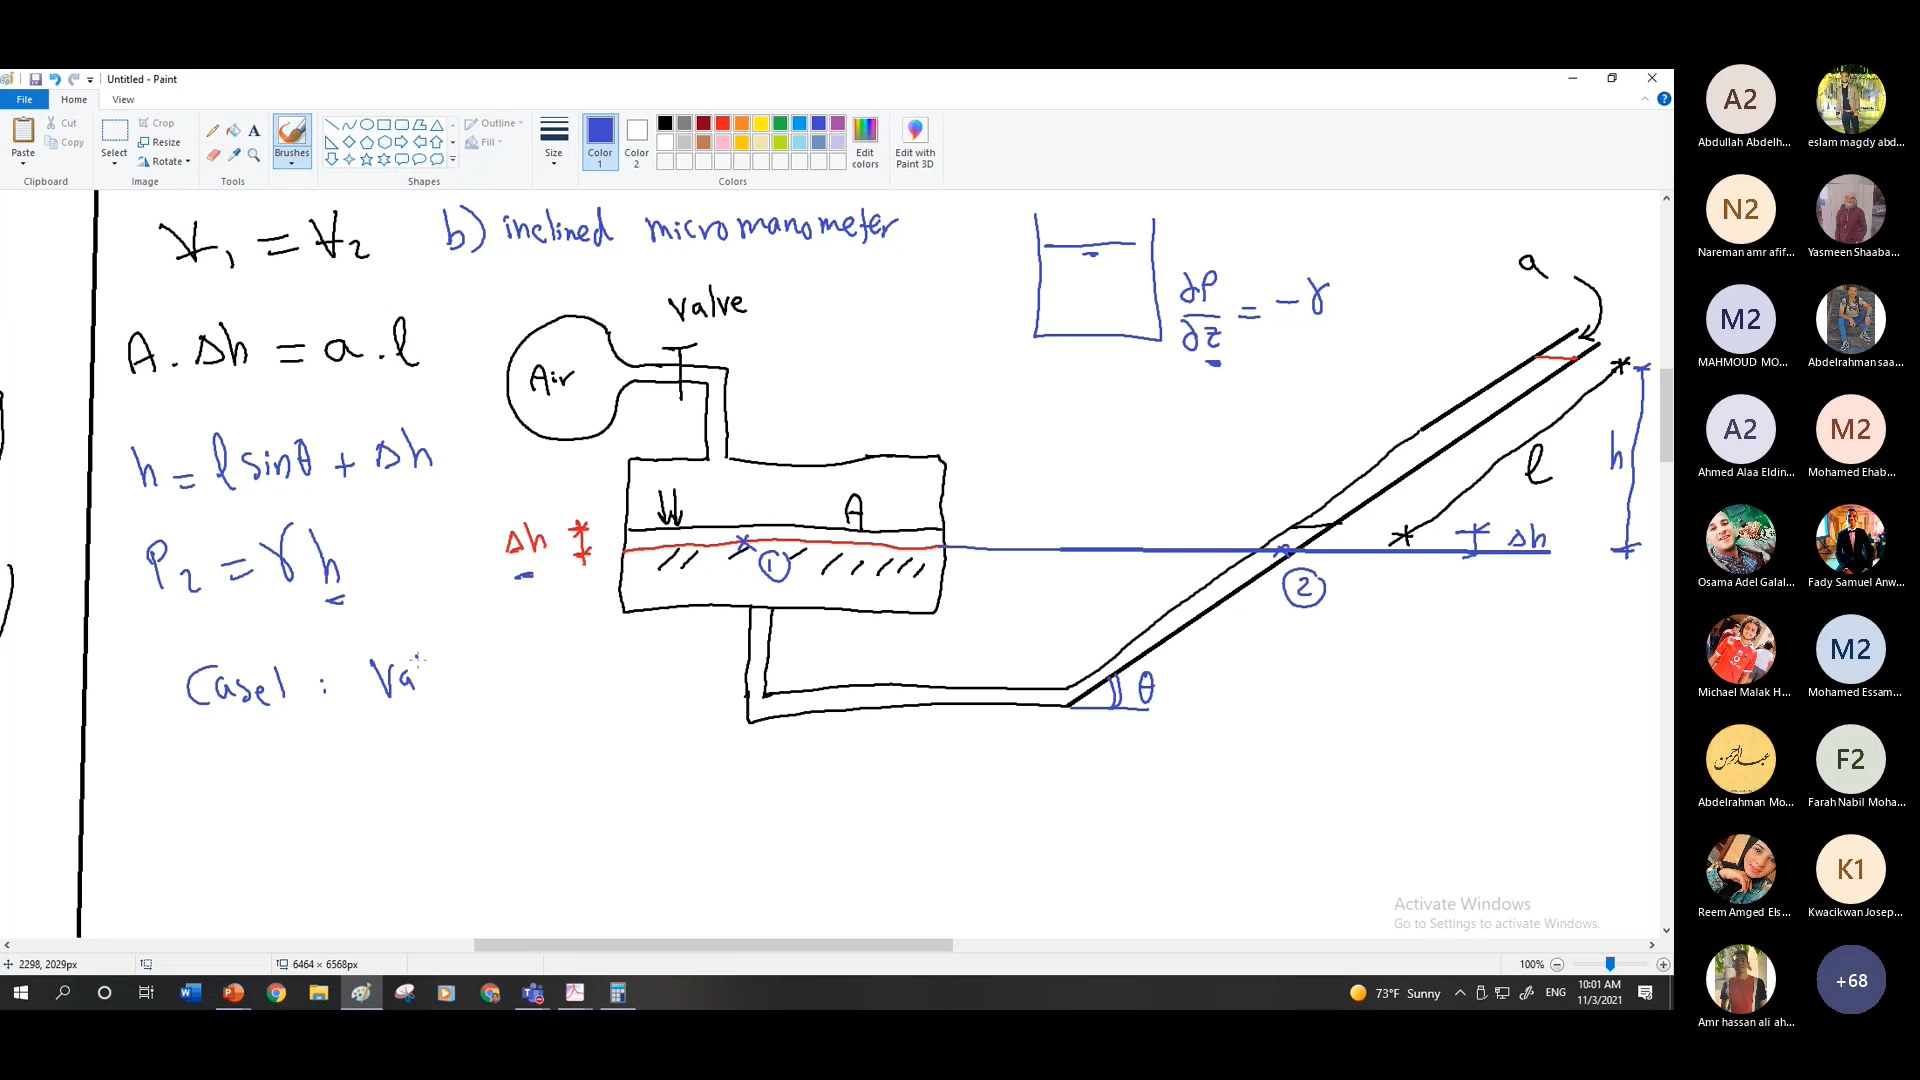 Untitled - Paint
File Home View
Paste
Cut
Copy
Clipboard
Select
Crop
Resize
Rotate
Image
Tools
Brushes
Shapes
Outline
Fill
Size
Color 1
Color 2
Colors
Edit colors
Edit with Paint 3D
V₁ = V₂
b) inclined micromanometer
A . Δh = a . l
h = l sinθ + Δh
P₂ = γ h
Case1 : Va
valve
Air
A
Δh
①
∂P/∂z = - γ
a
l
h
Δh
②
θ
Activate Windows
Go to Settings to activate Windows.
2298, 2029px
6464 × 6568px
100%
73°F Sunny
ENG
10:01 AM
11/3/2021
A2
Abdullah Abdelh...
eslam magdy abd...
N2
Nareman amr afif...
Yasmeen Shaaba...
M2
MAHMOUD MO...
Abdelrahman saa...
A2
Ahmed Alaa Eldin...
M2
Mohamed Ehab...
Osama Adel Galal...
Fady Samuel Anw...
Michael Malak H...
M2
Mohamed Essam...
عبدالرحمن
Abdelrahman Mo...
F2
Farah Nabil Moha...
Reem Amged Els...
K1
Kwacikwan Josep...
Amr hassan ali ah...
+68